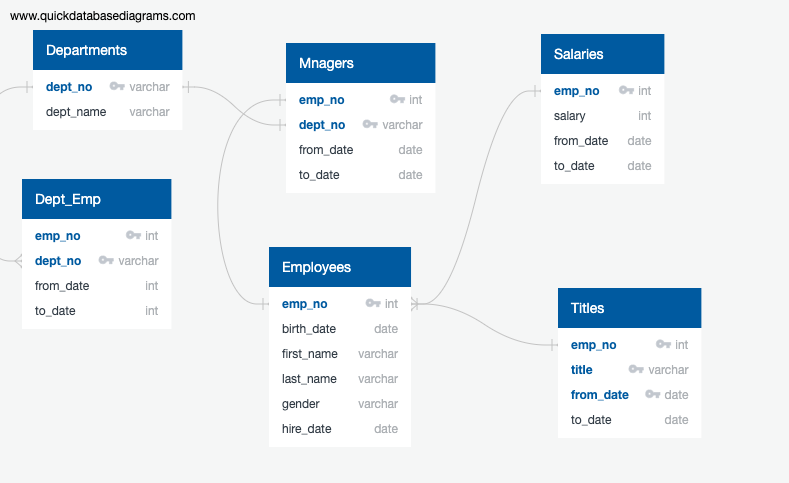 www.quickdatabasediagrams.com
Departments
dept_no varchar
dept_name varchar
Mnagers
emp_no int
dept_no varchar
from_date date
to_date date
Salaries
emp_no int
salary int
from_date date
to_date date
Dept_Emp
emp_no int
dept_no varchar
from_date int
to_date int
Employees
emp_no int
birth_date date
first_name varchar
last_name varchar
gender varchar
hire_date date
Titles
emp_no int
title varchar
from_date date
to_date date